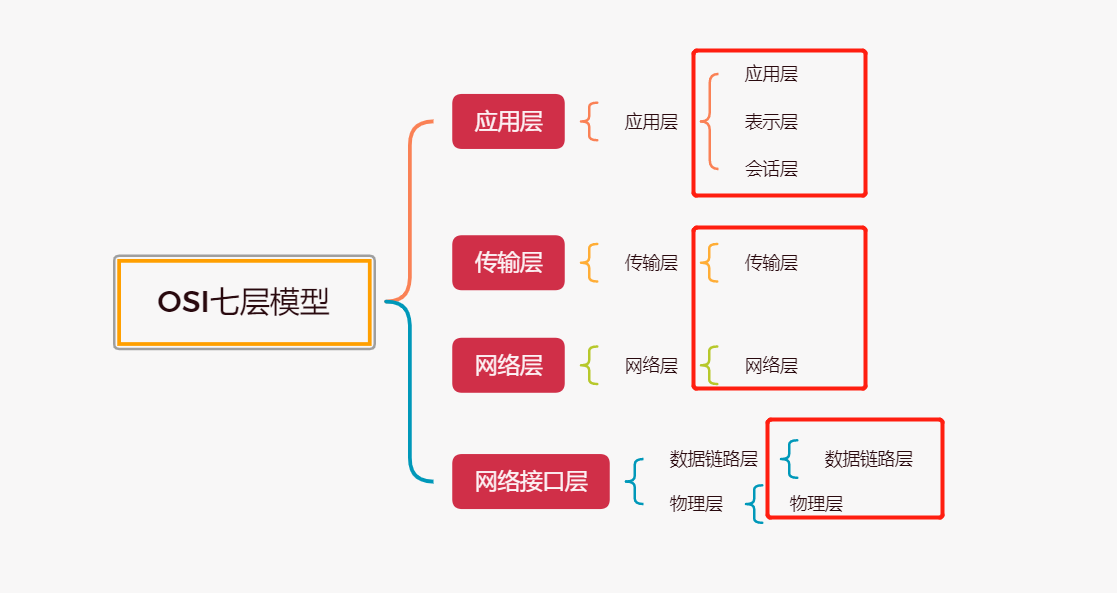 OSI七层模型
应用层
应用层
应用层
表示层
会话层
传输层
传输层
传输层
网络层
网络层
网络层
网络接口层
数据链路层
数据链路层
物理层
物理层